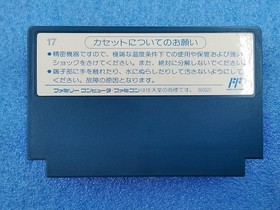 17
カセットについてのお願い
●精密機器ですので、極端な温度条件下での使用や保管および強い
ショックをさけてください。また、絶対に分解しないでください。
●端子部に手を触れたり、水にぬらしたりして汚さないようにして
ください。故障の原因となります。
ファミリーコンピュータ ファミコンは任天堂の商標です。